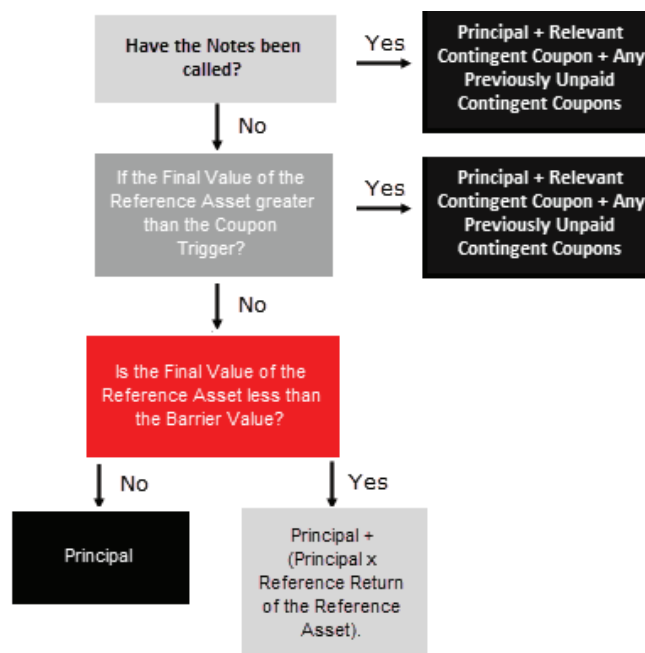 Have the Notes been
called?
Yes
Principal + Relevant
Contingent Coupon + Any
Previously Unpaid
Contingent Coupons
No
If the Final Value of the
Reference Asset greater
than the Coupon
Trigger?
Yes
Principal + Relevant
Contingent Coupon + Any
Previously Unpaid
Contingent Coupons
No
Is the Final Value of the
Reference Asset less than
the Barrier Value?
No
Yes
Principal
Principal +
(Principal x
Reference Return
of the Reference
Asset).